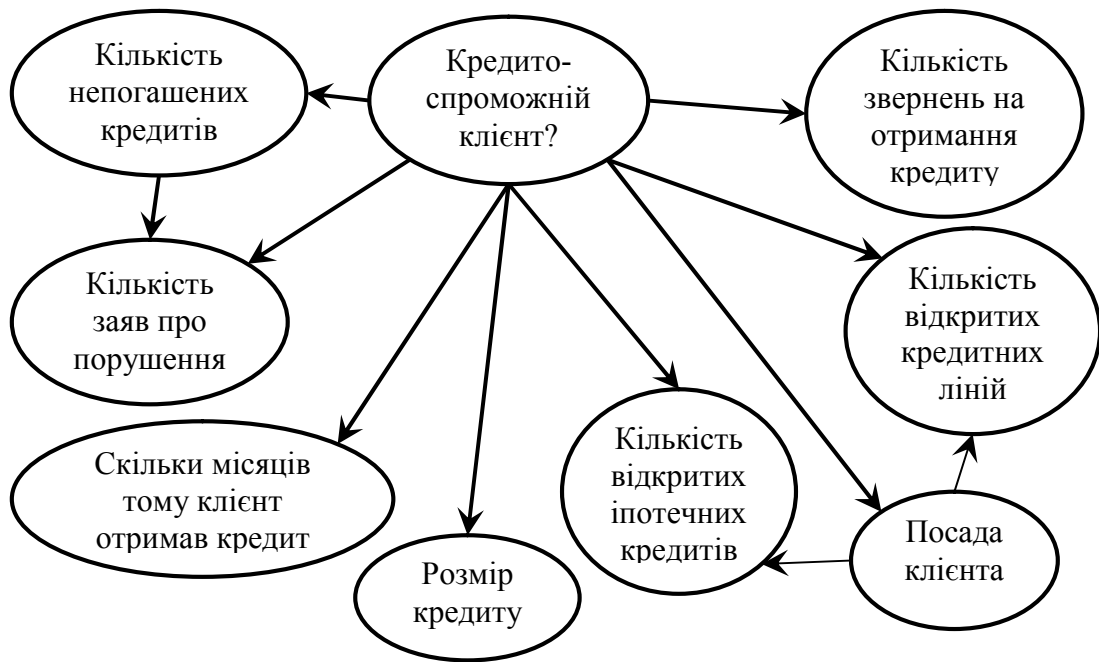 Кількість
непогашених
кредитів
Кредито-
спроможній
клієнт?
Кількість
звернень на
отримання
кредиту
Кількість
заяв про
порушення
Кількість
відкритих
кредитних
ліній
Скільки місяців
тому клієнт
отримав кредит
Розмір
кредиту
Кількість
відкритих
іпотечних
кредитів
Посада
клієнта